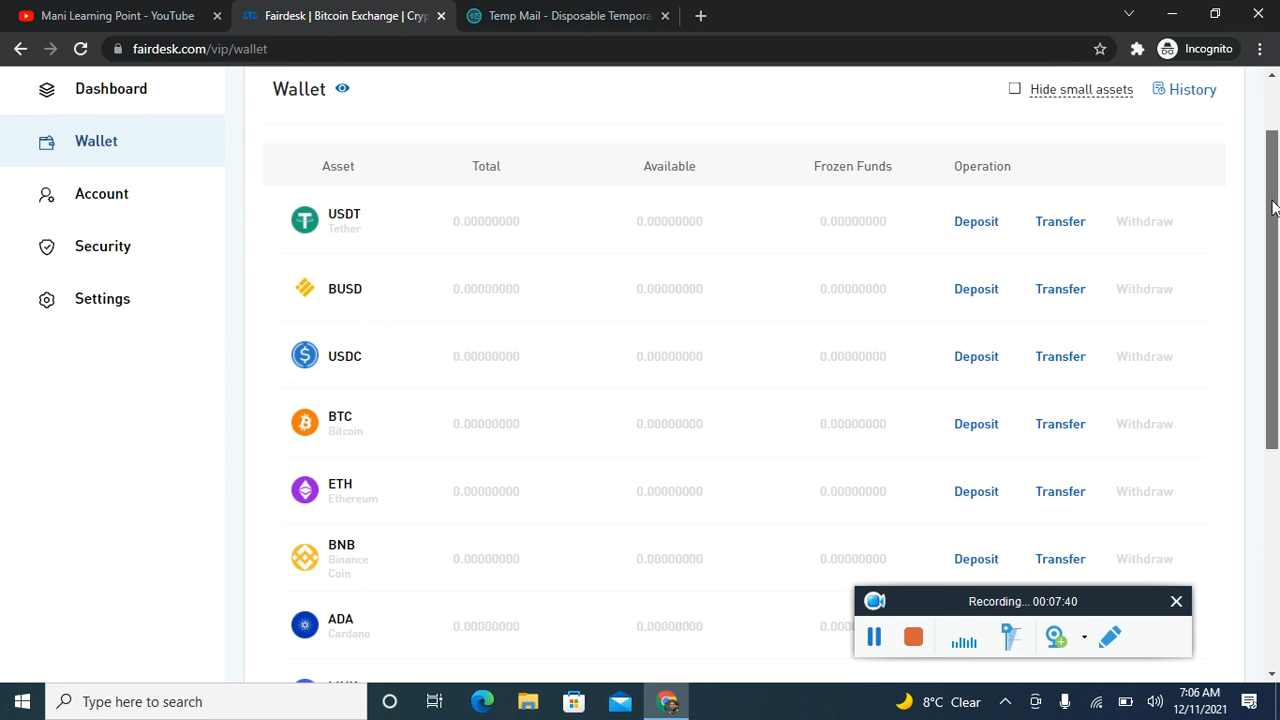 Mani Learning Point - YouTube
Fairdesk | Bitcoin Exchange | Cryp
Temp Mail - Disposable Tempora
fairdesk.com/vip/wallet
Incognito
Dashboard
Wallet
Account
Security
Settings
Wallet
Hide small assets
History
Asset Total Available Frozen Funds Operation
USDT
Tether
0.00000000 0.00000000 0.00000000 Deposit Transfer Withdraw
BUSD 0.00000000 0.00000000 0.00000000 Deposit Transfer Withdraw
USDC 0.00000000 0.00000000 0.00000000 Deposit Transfer Withdraw
BTC
Bitcoin
0.00000000 0.00000000 0.00000000 Deposit Transfer Withdraw
ETH
Ethereum
0.00000000 0.00000000 0.00000000 Deposit Transfer Withdraw
BNB
Binance
Coin
0.00000000 0.00000000 0.00000000 Deposit Transfer Withdraw
ADA
Cardano
0.00000000 0.00000000
Recording... 00:07:40
Type here to search
8°C Clear
7:06 AM
12/11/2021